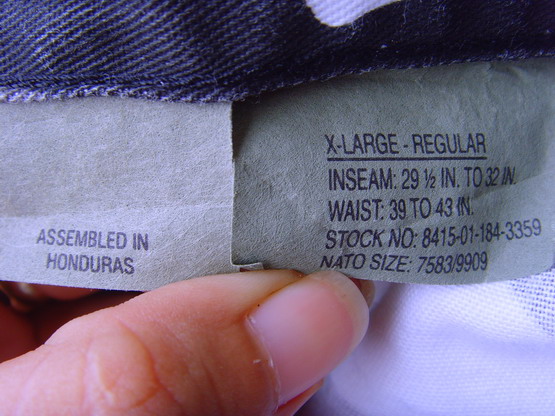 ASSEMBLED IN
HONDURAS
X-LARGE - REGULAR
INSEAM: 29 ½ IN. TO 32 IN.
WAIST: 39 TO 43 IN.
STOCK NO: 8415-01-184-3359
NATO SIZE: 7583/9909